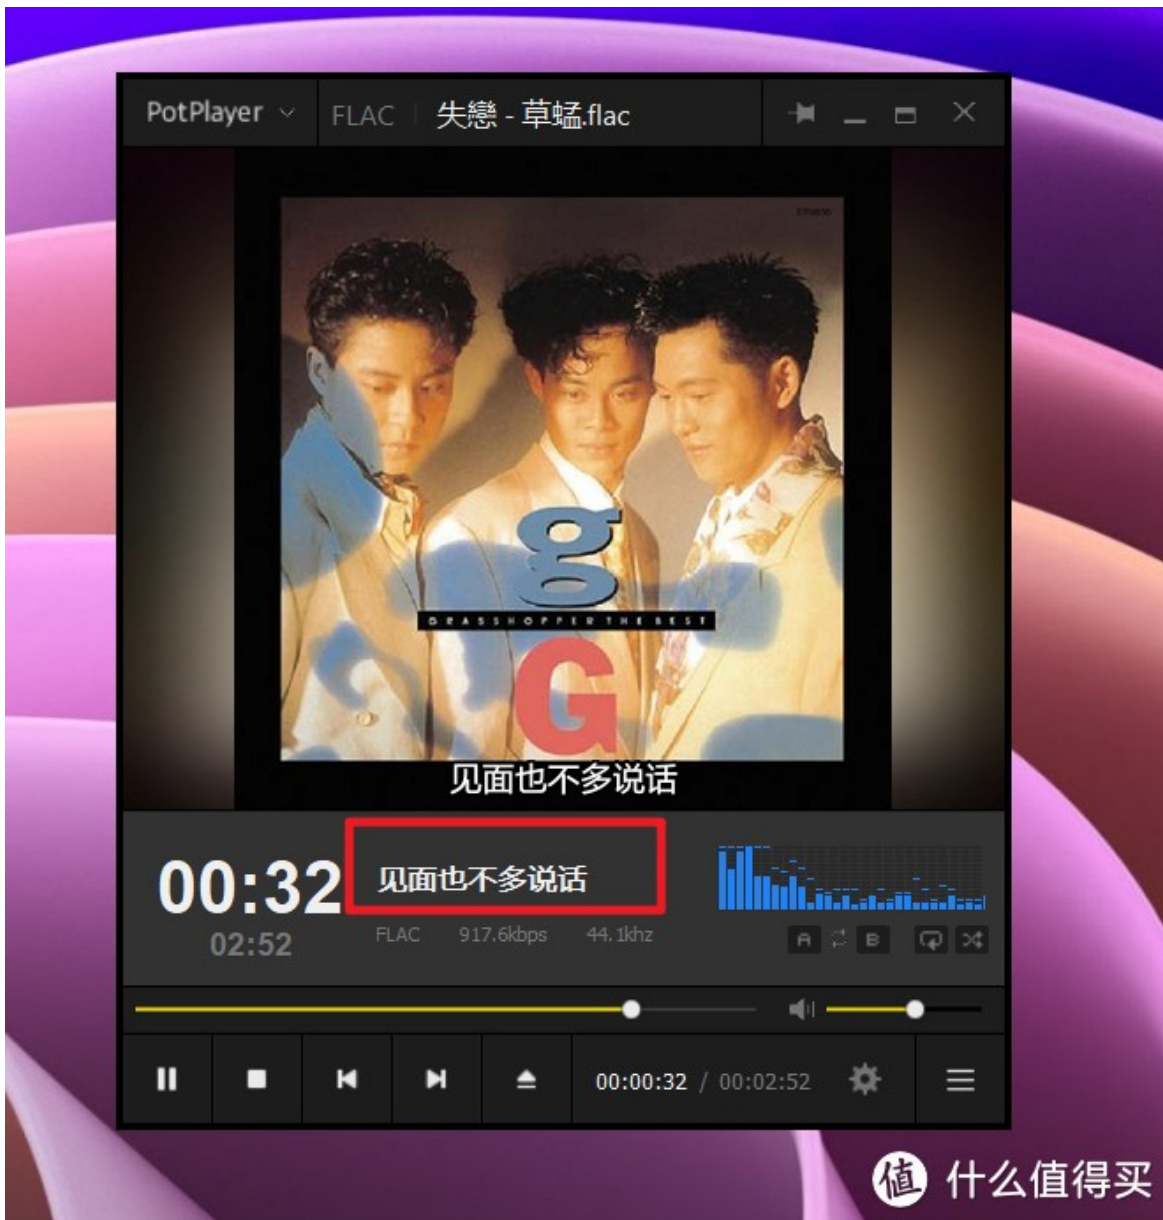 PotPlayer
FLAC
失戀 - 草蜢.flac
g
GRASSHOPPER THE BEST
G
见面也不多说话
00:32
见面也不多说话
02:52
FLAC 917.6kbps 44.1khz
A B
00:00:32 / 00:02:52
值 什么值得买